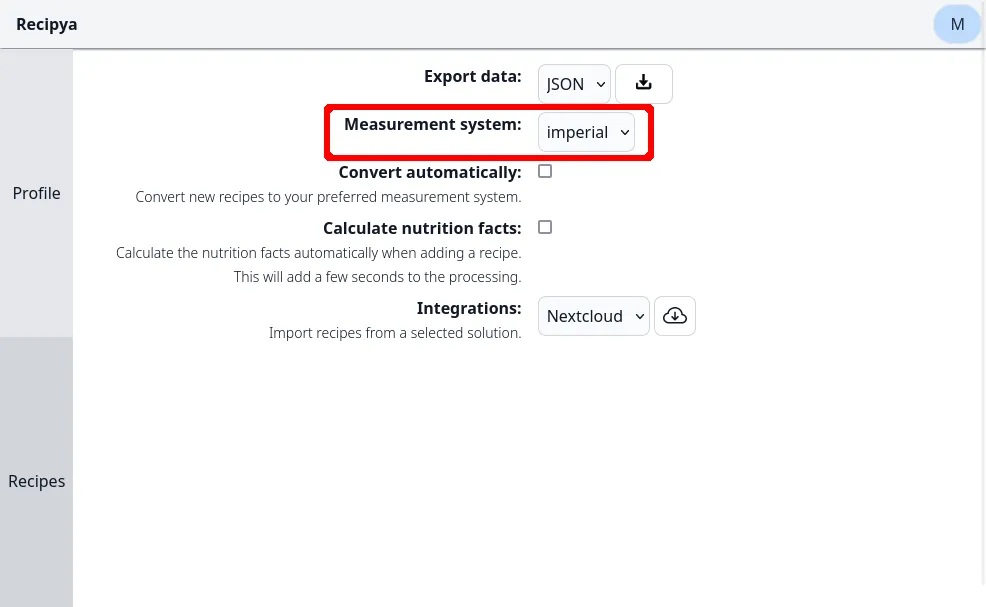 Recipya
M
Export data:
JSON
Measurement system:
imperial
Convert automatically:
Convert new recipes to your preferred measurement system.
Calculate nutrition facts:
Calculate the nutrition facts automatically when adding a recipe.
This will add a few seconds to the processing.
Integrations:
Nextcloud
Import recipes from a selected solution.
Profile
Recipes